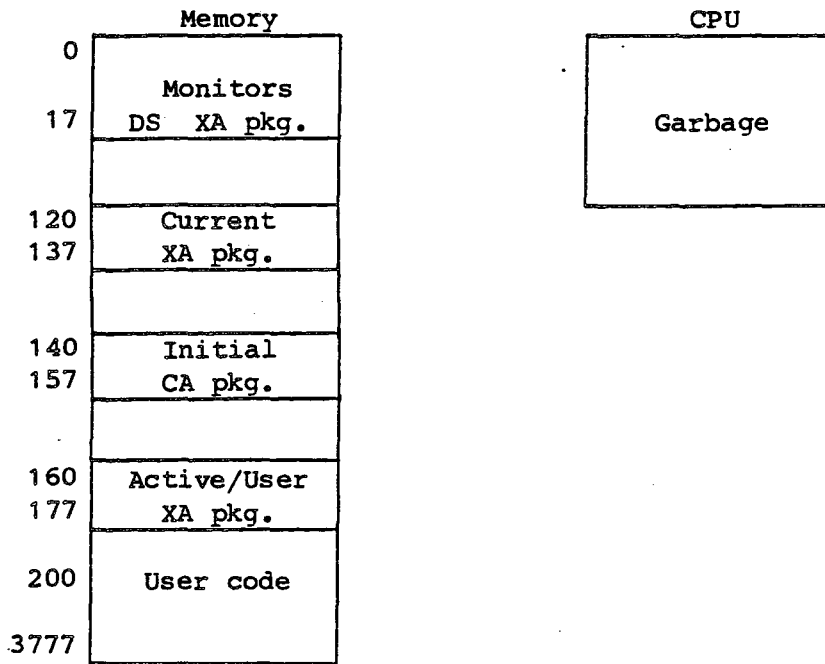 Memory
CPU
0
Monitors
17 DS XA pkg.
Garbage
120 Current
137 XA pkg.
140 Initial
157 CA pkg.
160 Active/User
177 XA pkg.
200 User code
3777